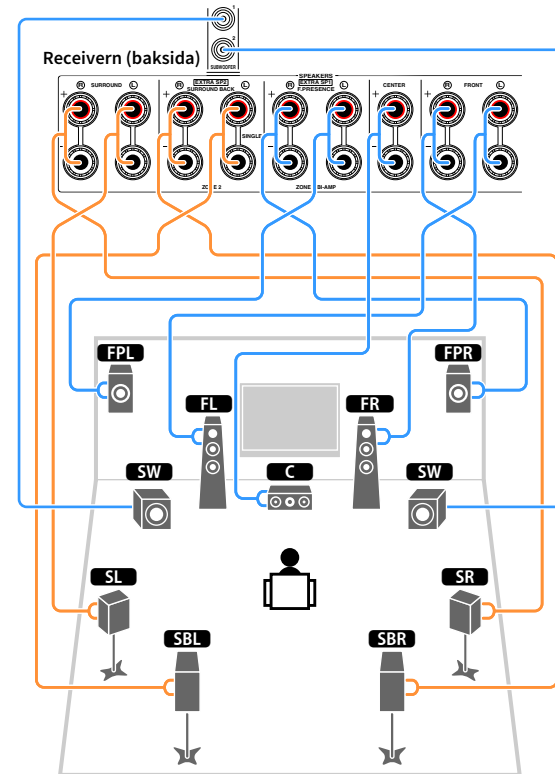 1
2
SUBWOOFER
Receivern (baksida)
SPEAKERS
R SURROUND L
R EXTRA SP2 L
SURROUND BACK
R EXTRA SP1 L
F.PRESENCE
CENTER
R FRONT L
+ + + + +
SINGLE
ZONE 2
BI-AMP
FPL
FPR
FL
FR
SW
C
SW
SL
SR
SBL
SBR